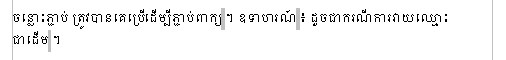 ចន្លោះភ្ជាប់ ត្រូវបានគេប្រើដើម្បីភ្ជាប់ពាក្យ ។ ឧទាហរណ៍ ៖ ដូចជាករណីការវាយឈ្មោះ
ជាដើម ។